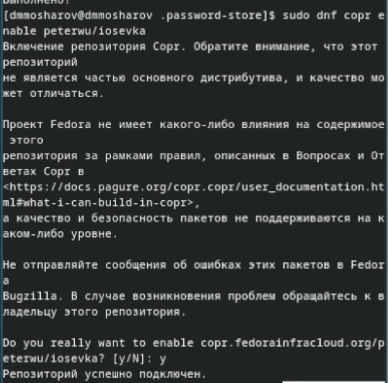 Выполнено!
[dmmosharov@dmmosharov .password-store]$ sudo dnf copr e
nable peterwu/iosevka
Включение репозитория Copr. Обратите внимание, что этот
репозиторий
не является частью основного дистрибутива, и качество мо
жет отличаться.

Проект Fedora не имеет какого-либо влияния на содержимое
 этого
репозитория за рамками правил, описанных в Вопросах и От
ветах Copr в
<https://docs.pagure.org/copr.copr/user_documentation.ht
ml#what-i-can-build-in-copr>,
а качество и безопасность пакетов не поддерживаются на к
аком-либо уровне.

Не отправляйте сообщения об ошибках этих пакетов в Fedor
a
Bugzilla. В случае возникновения проблем обращайтесь к в
ладельцу этого репозитория.

Do you really want to enable copr.fedorainfracloud.org/p
eterwu/iosevka? [y/N]: y
Репозиторий успешно подключен.